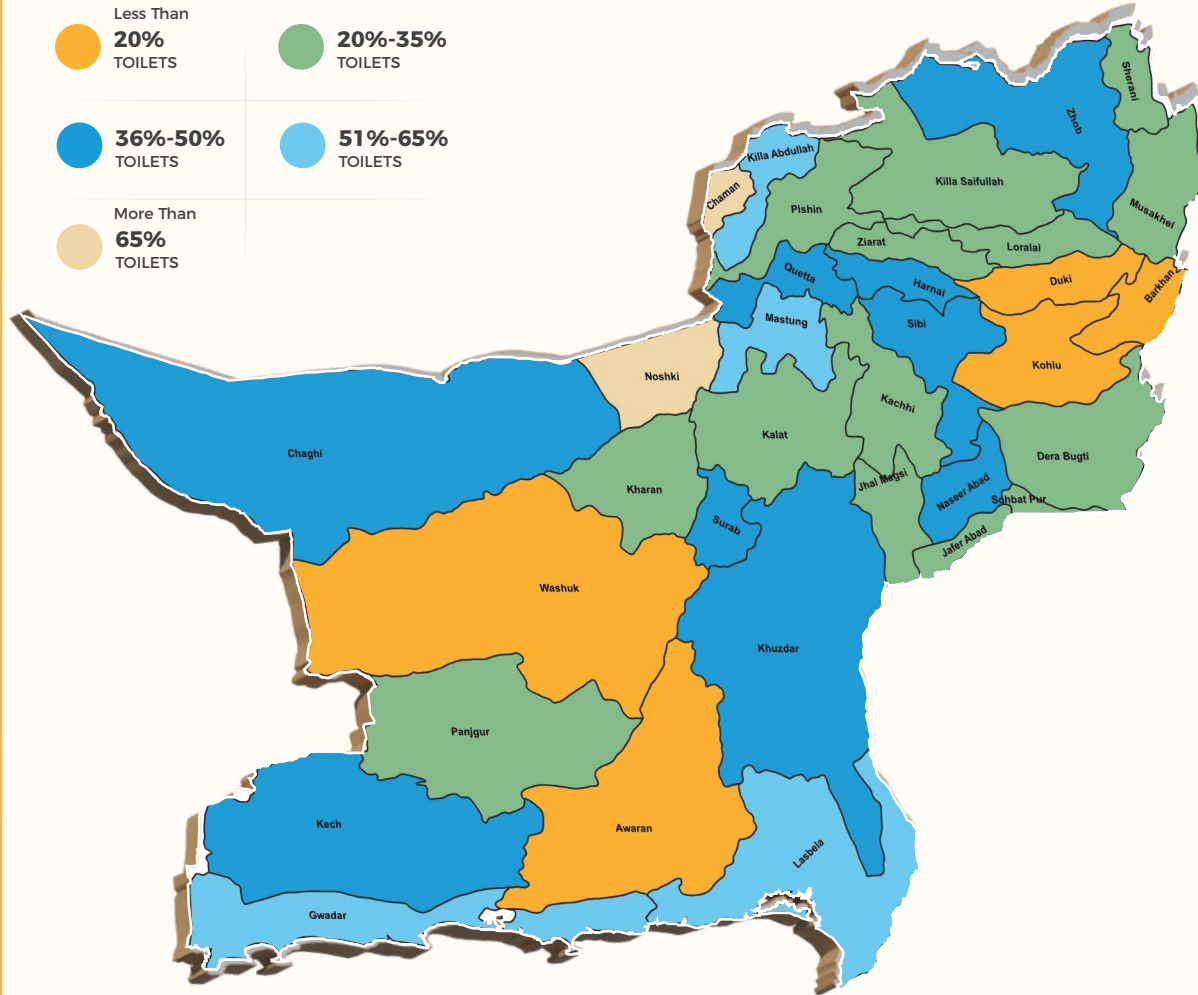 Less Than
20%
TOILETS
20%-35%
TOILETS
36%-50%
TOILETS
51%-65%
TOILETS
More Than
65%
TOILETS
Sherani
Zhob
Killa Abdullah
Chaman
Killa Saifullah
Pishin
Musakhel
Ziarat
Loralai
Quetta
Harnai
Duki
Barkhan
Mastung
Sibi
Noshki
Kohlu
Kachhi
Kalat
Chaghi
Dera Bugti
Kharan
Jhal Magsi
Naseer Abad
Sohbat Pur
Surab
Jafer Abad
Washuk
Khuzdar
Panjgur
Kech
Awaran
Lasbela
Gwadar